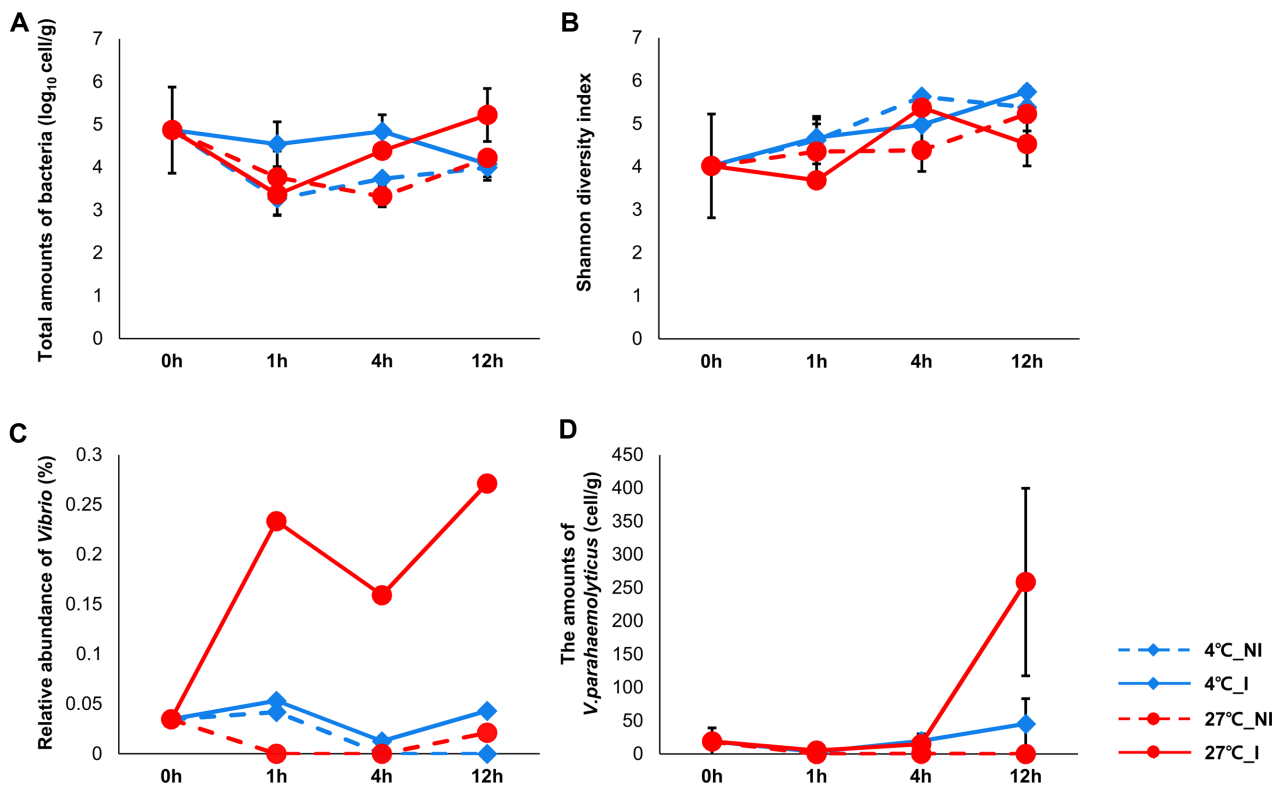 A
Total amounts of bacteria (log10 cell/g)
7
6
5
4
3
2
1
0
0h 1h 4h 12h
B
Shannon diversity index
7
6
5
4
3
2
1
0
0h 1h 4h 12h
C
Relative abundance of Vibrio (%)
0.3
0.25
0.2
0.15
0.1
0.05
0
0h 1h 4h 12h
D
The amounts of
V.parahaemolyticus (cell/g)
450
400
350
300
250
200
150
100
50
0
0h 1h 4h 12h
4℃_NI
4℃_I
27℃_NI
27℃_I